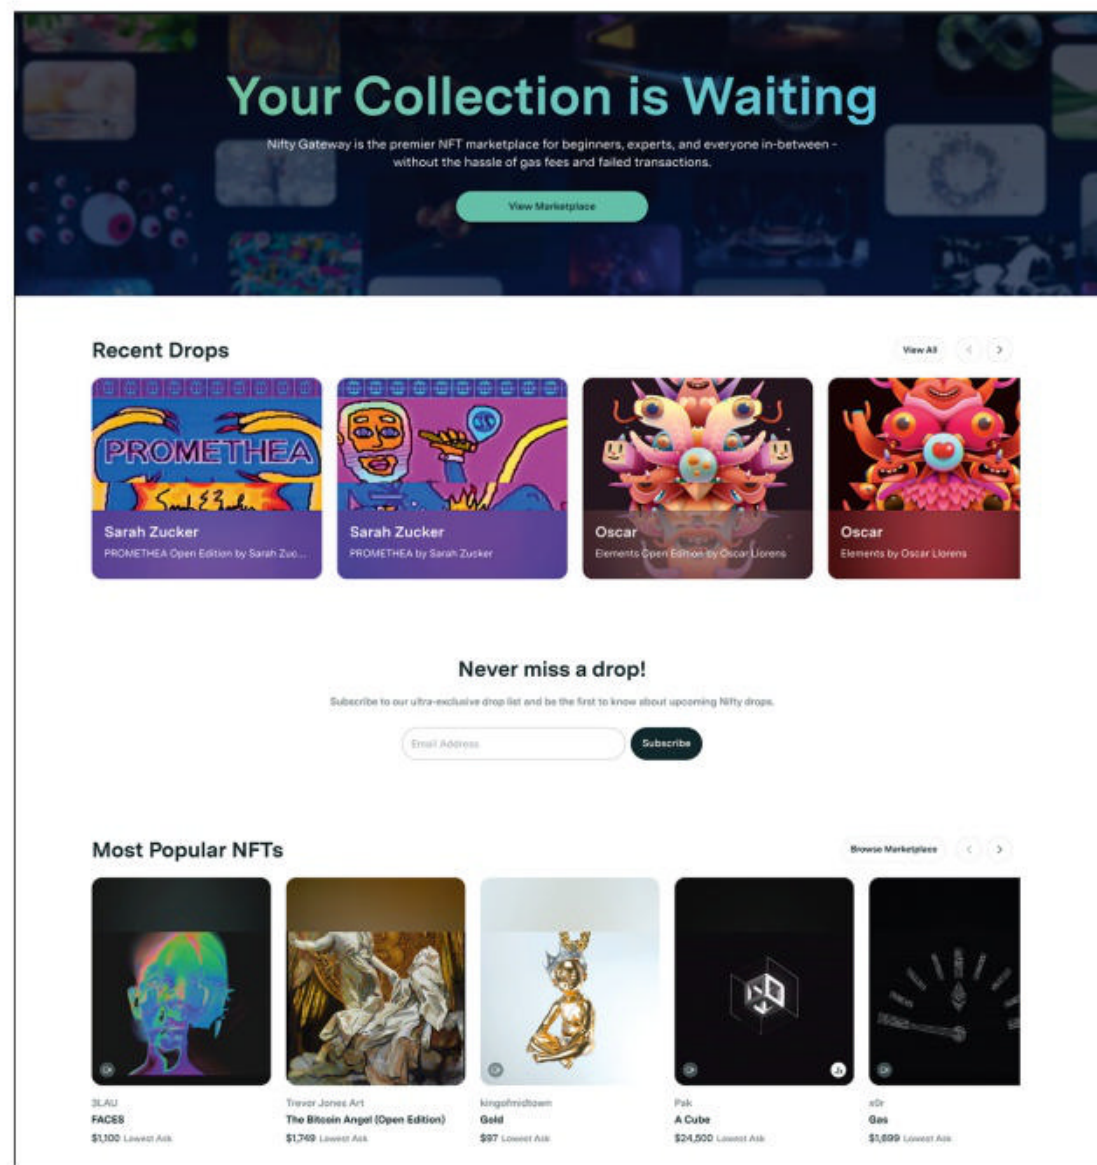 Your Collection is Waiting
Nifty Gateway is the premier NFT marketplace for beginners, experts, and everyone in-between -
without the hassle of gas fees and failed transactions.
View Marketplace
Recent Drops
View All
PROMETHEA
Sarah Zucker
PROMETHEA Open Edition by Sarah Zuc...
Sarah Zucker
PROMETHEA by Sarah Zucker
Oscar
Elements Open Edition by Oscar Llorens
Oscar
Elements by Oscar Llorens
Never miss a drop!
Subscribe to our ultra-exclusive drop list and be the first to know about upcoming Nifty drops.
Email Address
Subscribe
Most Popular NFTs
Browse Marketplace
3LAU
FACES
$1,100 Lowest Ask
Trevor Jones Art
The Bitcoin Angel (Open Edition)
$1,749 Lowest Ask
kingofmidtown
Gold
$97 Lowest Ask
Pak
A Cube
$24,500 Lowest Ask
x0r
Gas
$1,699 Lowest Ask